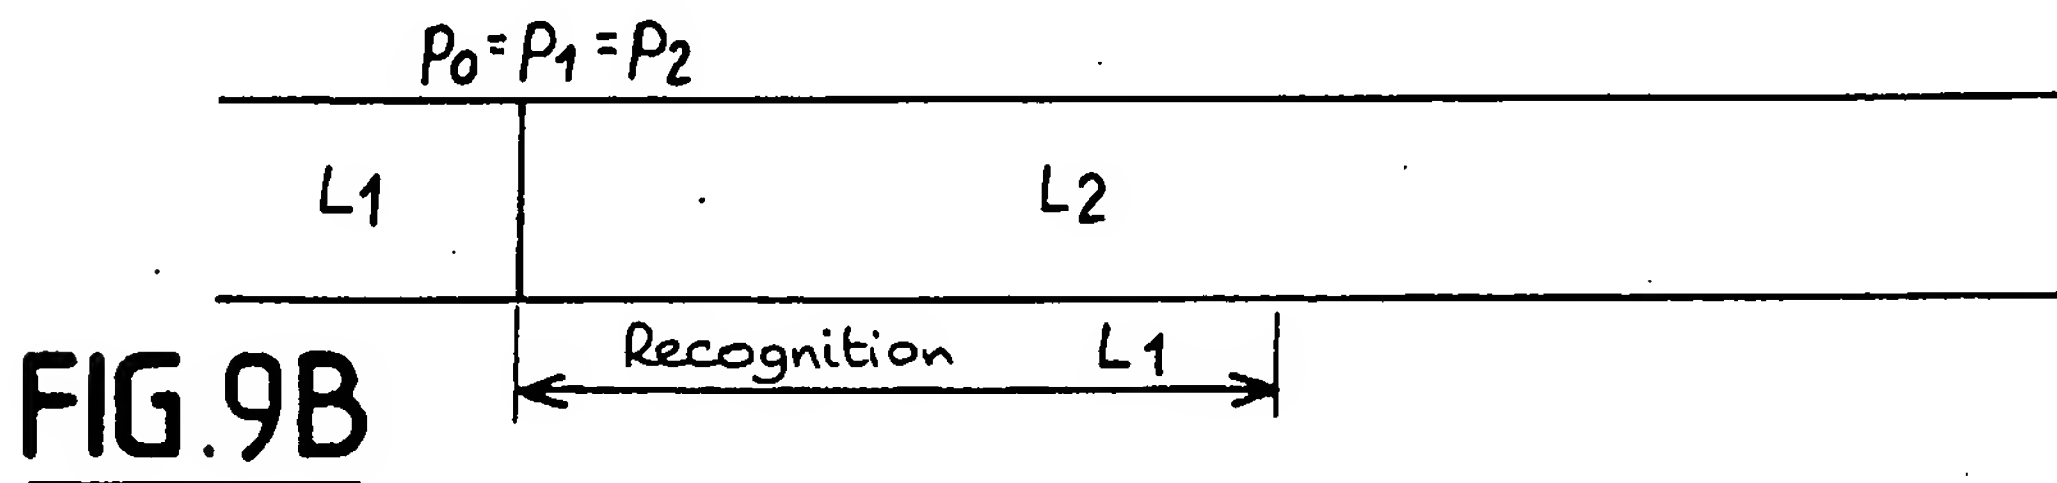 p0=p1=p2
L1 L2
Recognition L1
FIG.9B